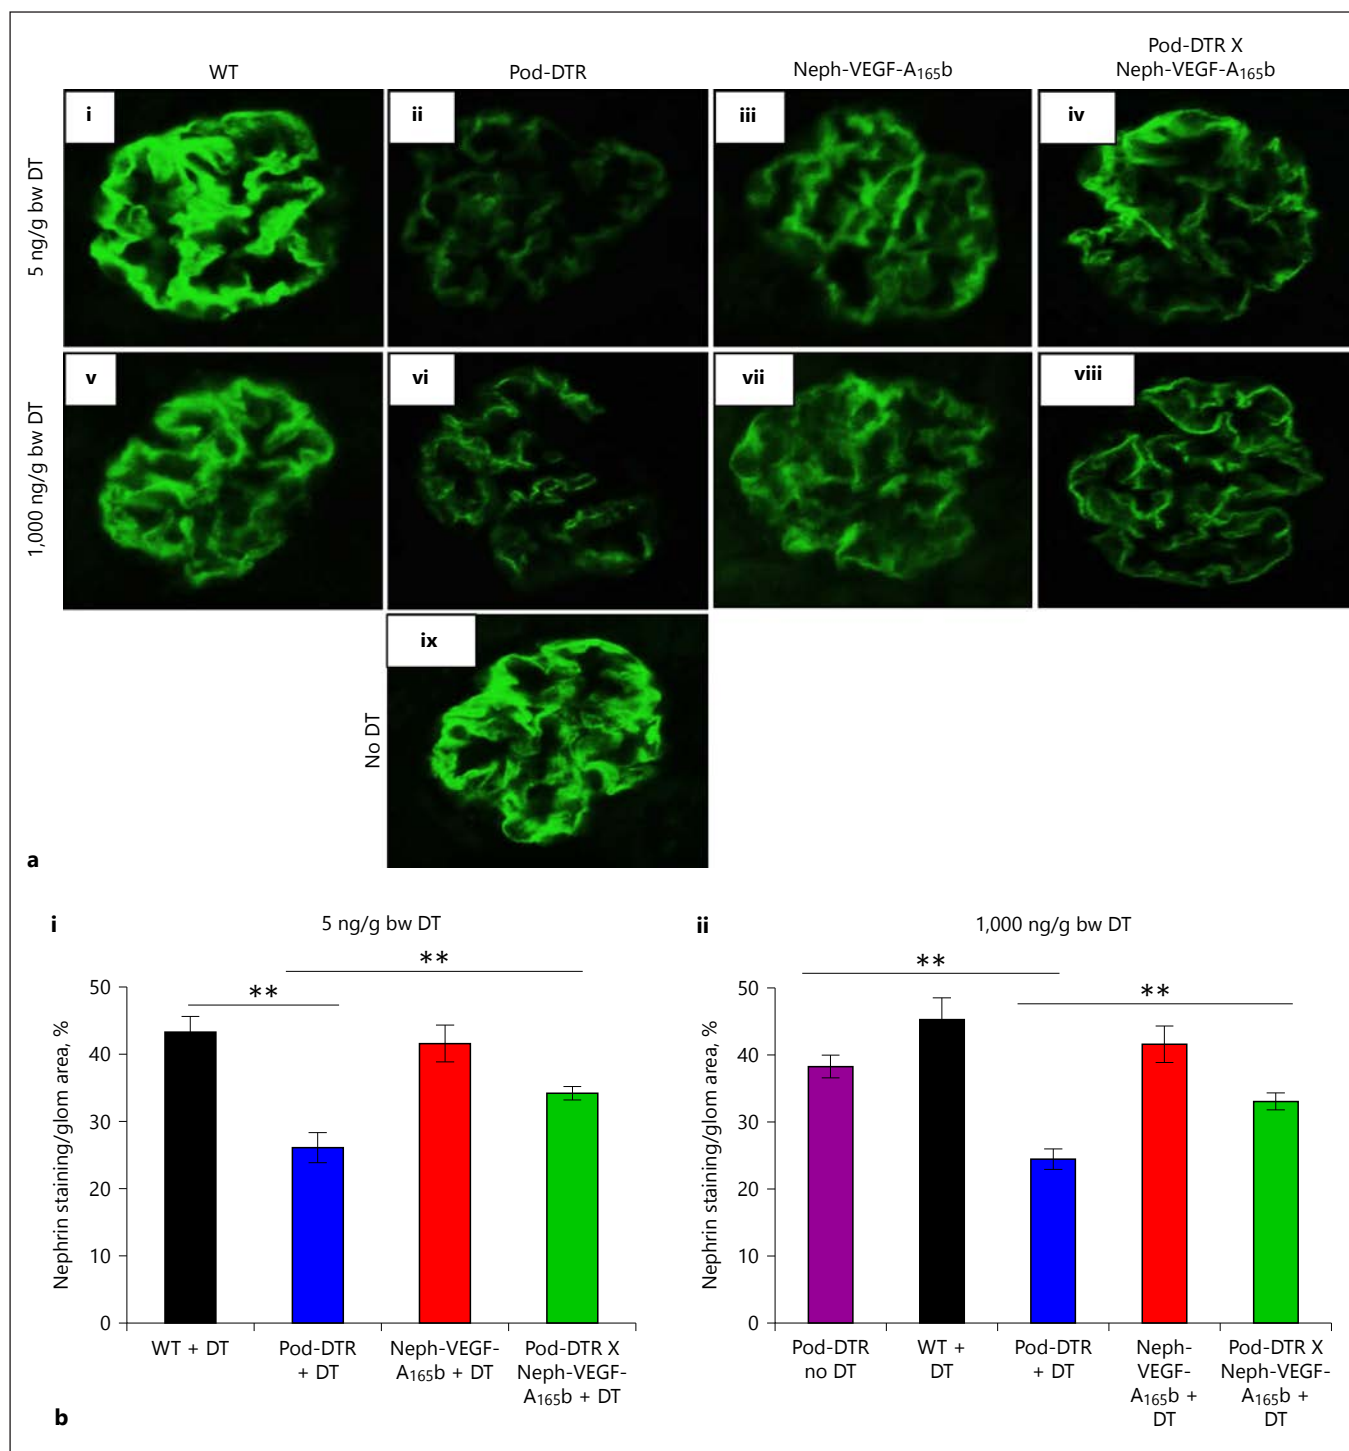 WT
Pod-DTR
Neph-VEGF-A₁₆₅b
Pod-DTR X
Neph-VEGF-A₁₆₅b
5 ng/g bw DT
i
ii
iii
iv
1,000 ng/g bw DT
v
vi
vii
viii
No DT
ix
a
i
5 ng/g bw DT
**
**
Nephrin staining/glom area, %
50
40
30
20
10
0
WT + DT
Pod-DTR
+ DT
Neph-VEGF-
A₁₆₅b + DT
Pod-DTR X
Neph-VEGF-
A₁₆₅b + DT
ii
1,000 ng/g bw DT
**
**
Nephrin staining/glom area, %
50
40
30
20
10
0
Pod-DTR
no DT
WT +
DT
Pod-DTR
+ DT
Neph-
VEGF-
A₁₆₅b +
DT
Pod-DTR X
Neph-VEGF-
A₁₆₅b +
DT
b